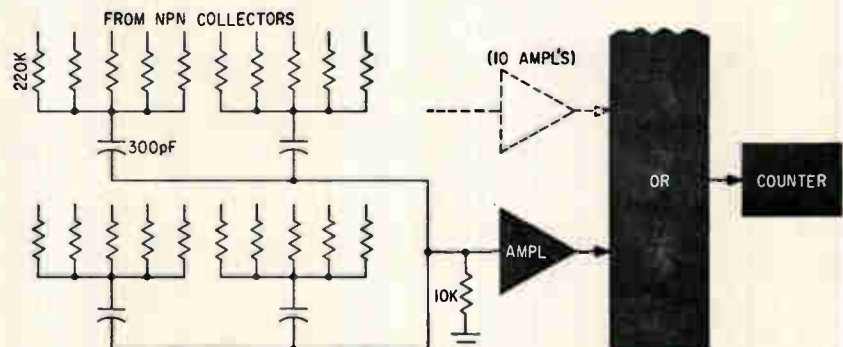 FROM NPN COLLECTORS
220K
(10 AMPL'S)
300pF
OR
COUNTER
AMPL
10K